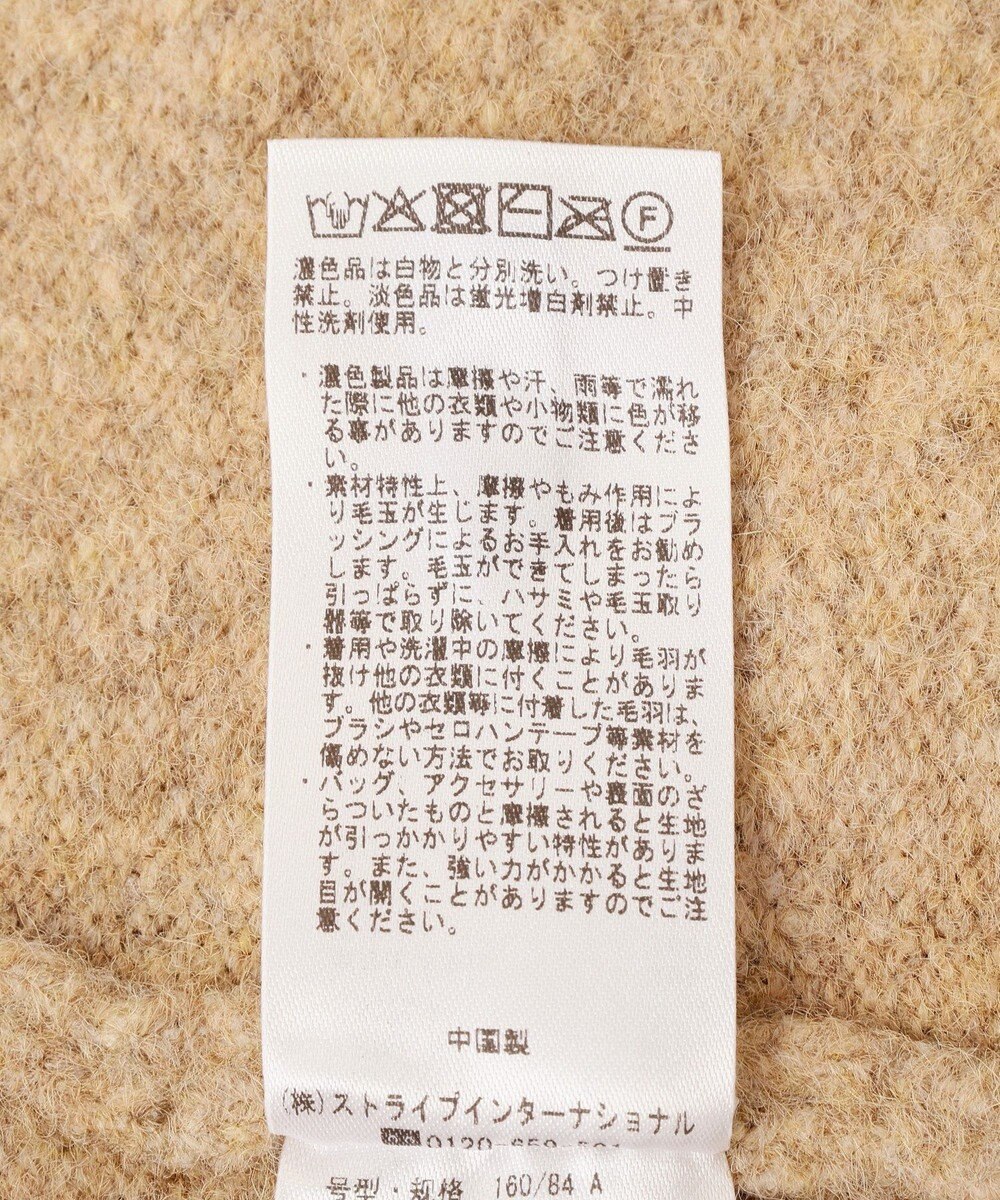 F
濃色品は白物と分別洗い。つけ置き
禁止。淡色品は蛍光増白剤禁止。中
性洗剤使用。
・濃色製品は摩擦や汗、雨等で濡れ
た際に他の衣類や小物類に色が移
る事がありますのでご注意くださ
い。
・素材特性上、摩擦やもみ作用によ
り毛玉が生じます。着用後はブラ
ッシングによるお手入れをお勧め
します。毛玉ができてしまったら
引っぱらずに、ハサミや毛玉取り
器等で取り除いてください。
・着用や洗濯中の摩擦により毛羽が
抜け他の衣類に付くことがありま
す。他の衣類等に付着した毛羽は、
ブラシやセロハンテープ等素材を
傷めない方法でお取りください。
・バッグ、アクセサリーや表面のざ
らついたものと摩擦されると生地
が引っかかりやすい特性がありま
す。また、強い力がかかると生地
目が開くことがありますのでご注
意ください。
中国製
(株)ストライプインターナショナル
0120-659-501
号型・规格 160/84 A